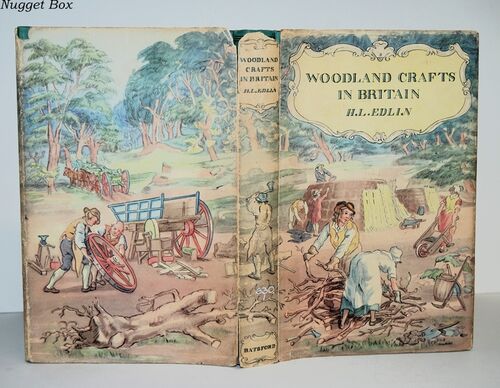 Nugget Box
WOODLAND
CRAFTS
IN BRITAIN
H.L.EDLIN
BATSFORD
WOODLAND CRAFTS
IN BRITAIN
H.L.EDLIN